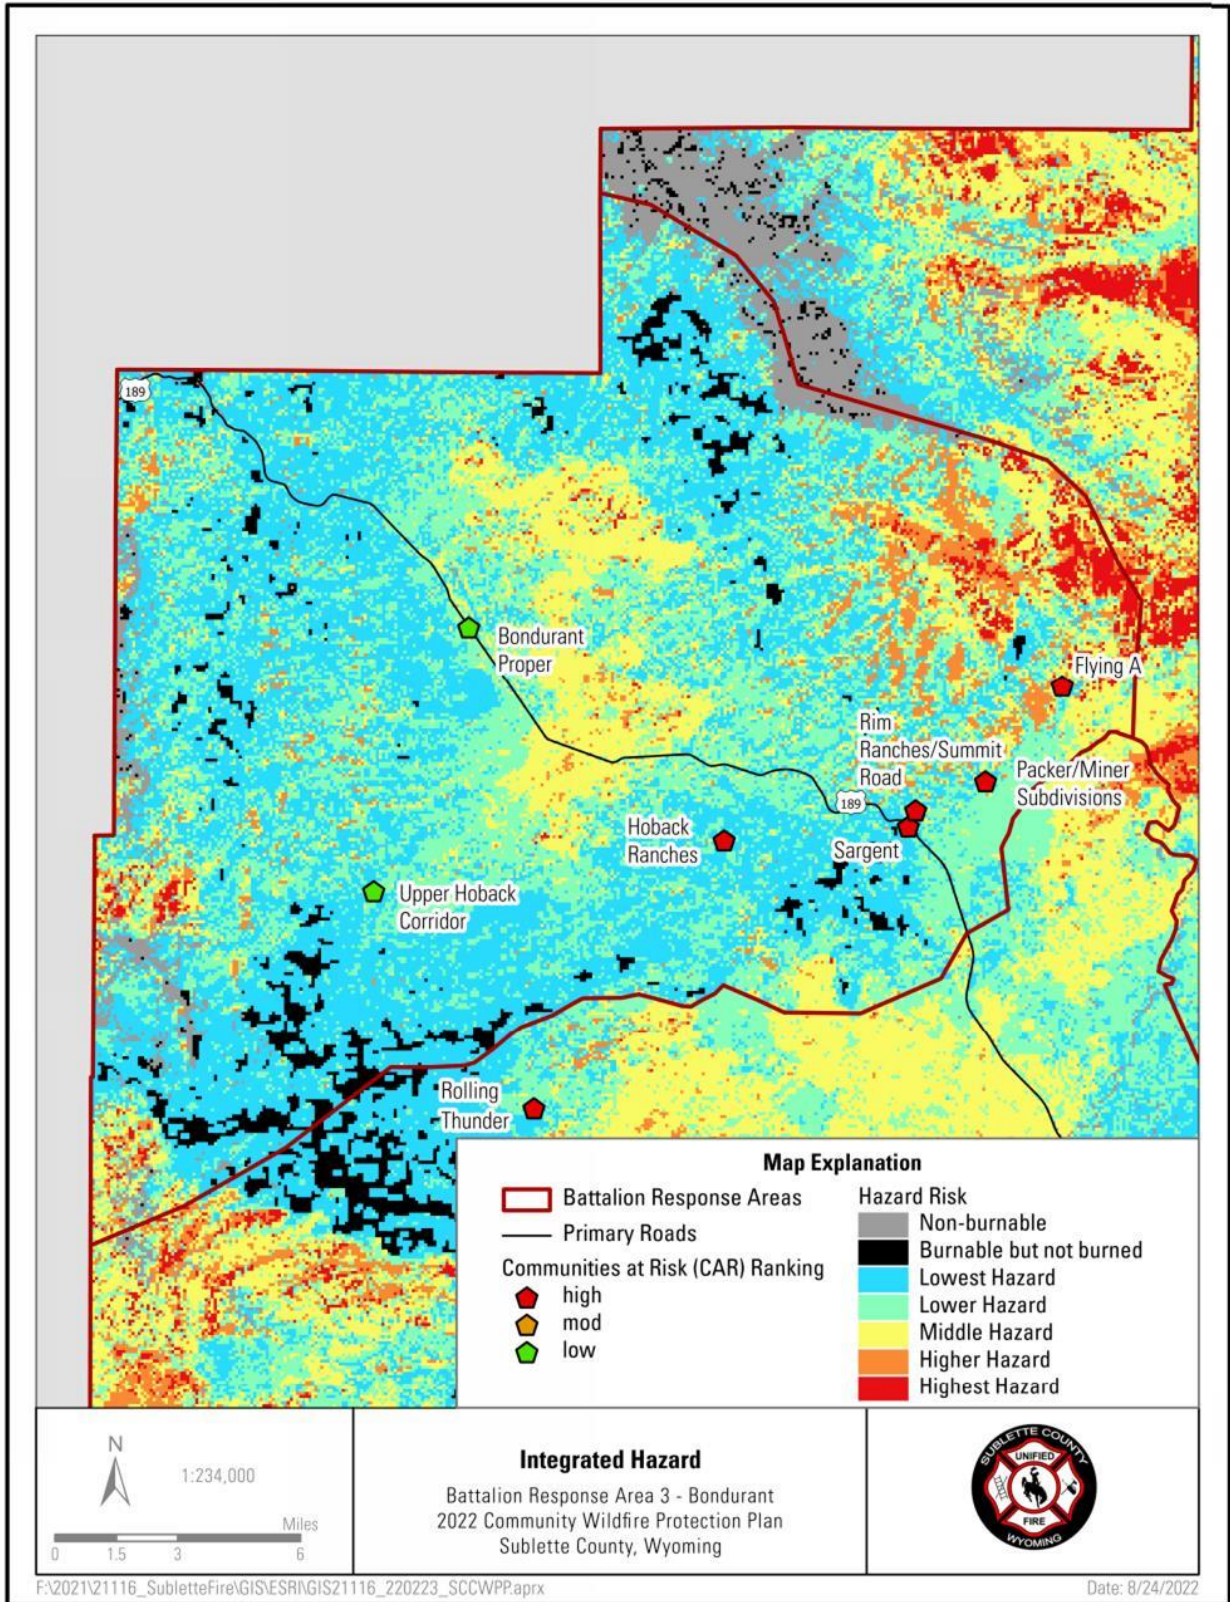 189
Bondurant
Proper
Flying A
Rim
Ranches/Summit
Road
Packer/Miner
Subdivisions
189
Hoback
Ranches
Sargent
Upper Hoback
Corridor
Rolling
Thunder
Map Explanation
Battalion Response Areas
Primary Roads
Communities at Risk (CAR) Ranking
high
mod
low
Hazard Risk
Non-burnable
Burnable but not burned
Lowest Hazard
Lower Hazard
Middle Hazard
Higher Hazard
Highest Hazard
N
1:234,000
Miles
0 1.5 3 6
Integrated Hazard
Battalion Response Area 3 - Bondurant
2022 Community Wildfire Protection Plan
Sublette County, Wyoming
SUBLETTE COUNTY
UNIFIED
FIRE
WYOMING
F:\2021\21116_SubletteFire\GIS\ESRI\GIS21116_220223_SCCWPP.aprx
Date: 8/24/2022